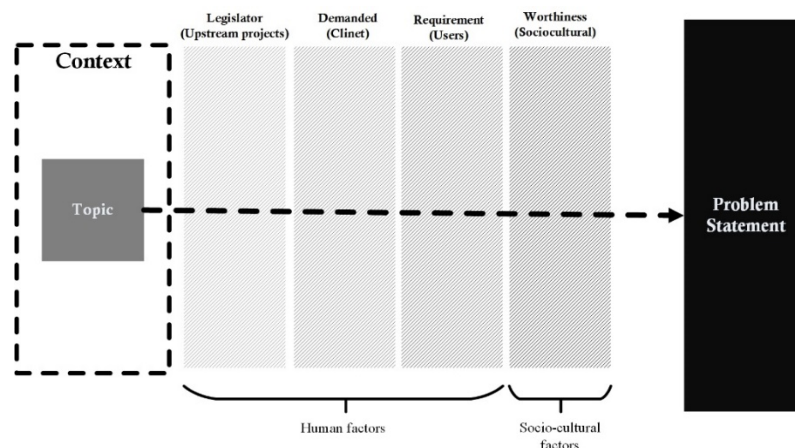 Legislator
(Upstream projects)
Demanded
(Clinet)
Requirement
(Users)
Worthiness
(Sociocultural)
Context
Topic
Problem
Statement
Human factors
Socio-cultural
factors